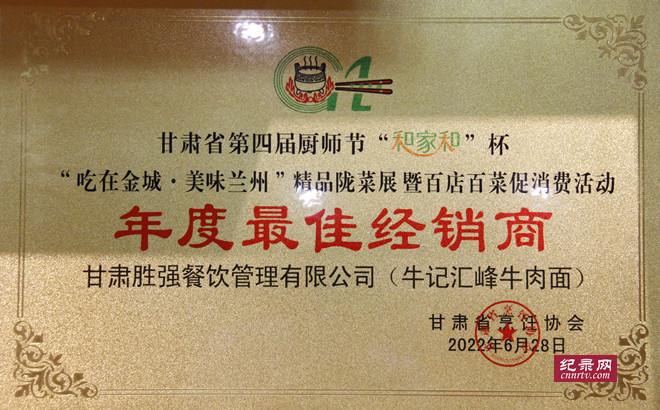 甘肃省第四届厨师节“和家和”杯
“吃在金城·美味兰州”精品陇菜展暨百店百菜促消费活动
年度最佳经销商
甘肃胜强餐饮管理有限公司（牛记汇峰牛肉面）
甘肃省烹饪协会
2022年6月28日
纪录网
cnnrtv.com